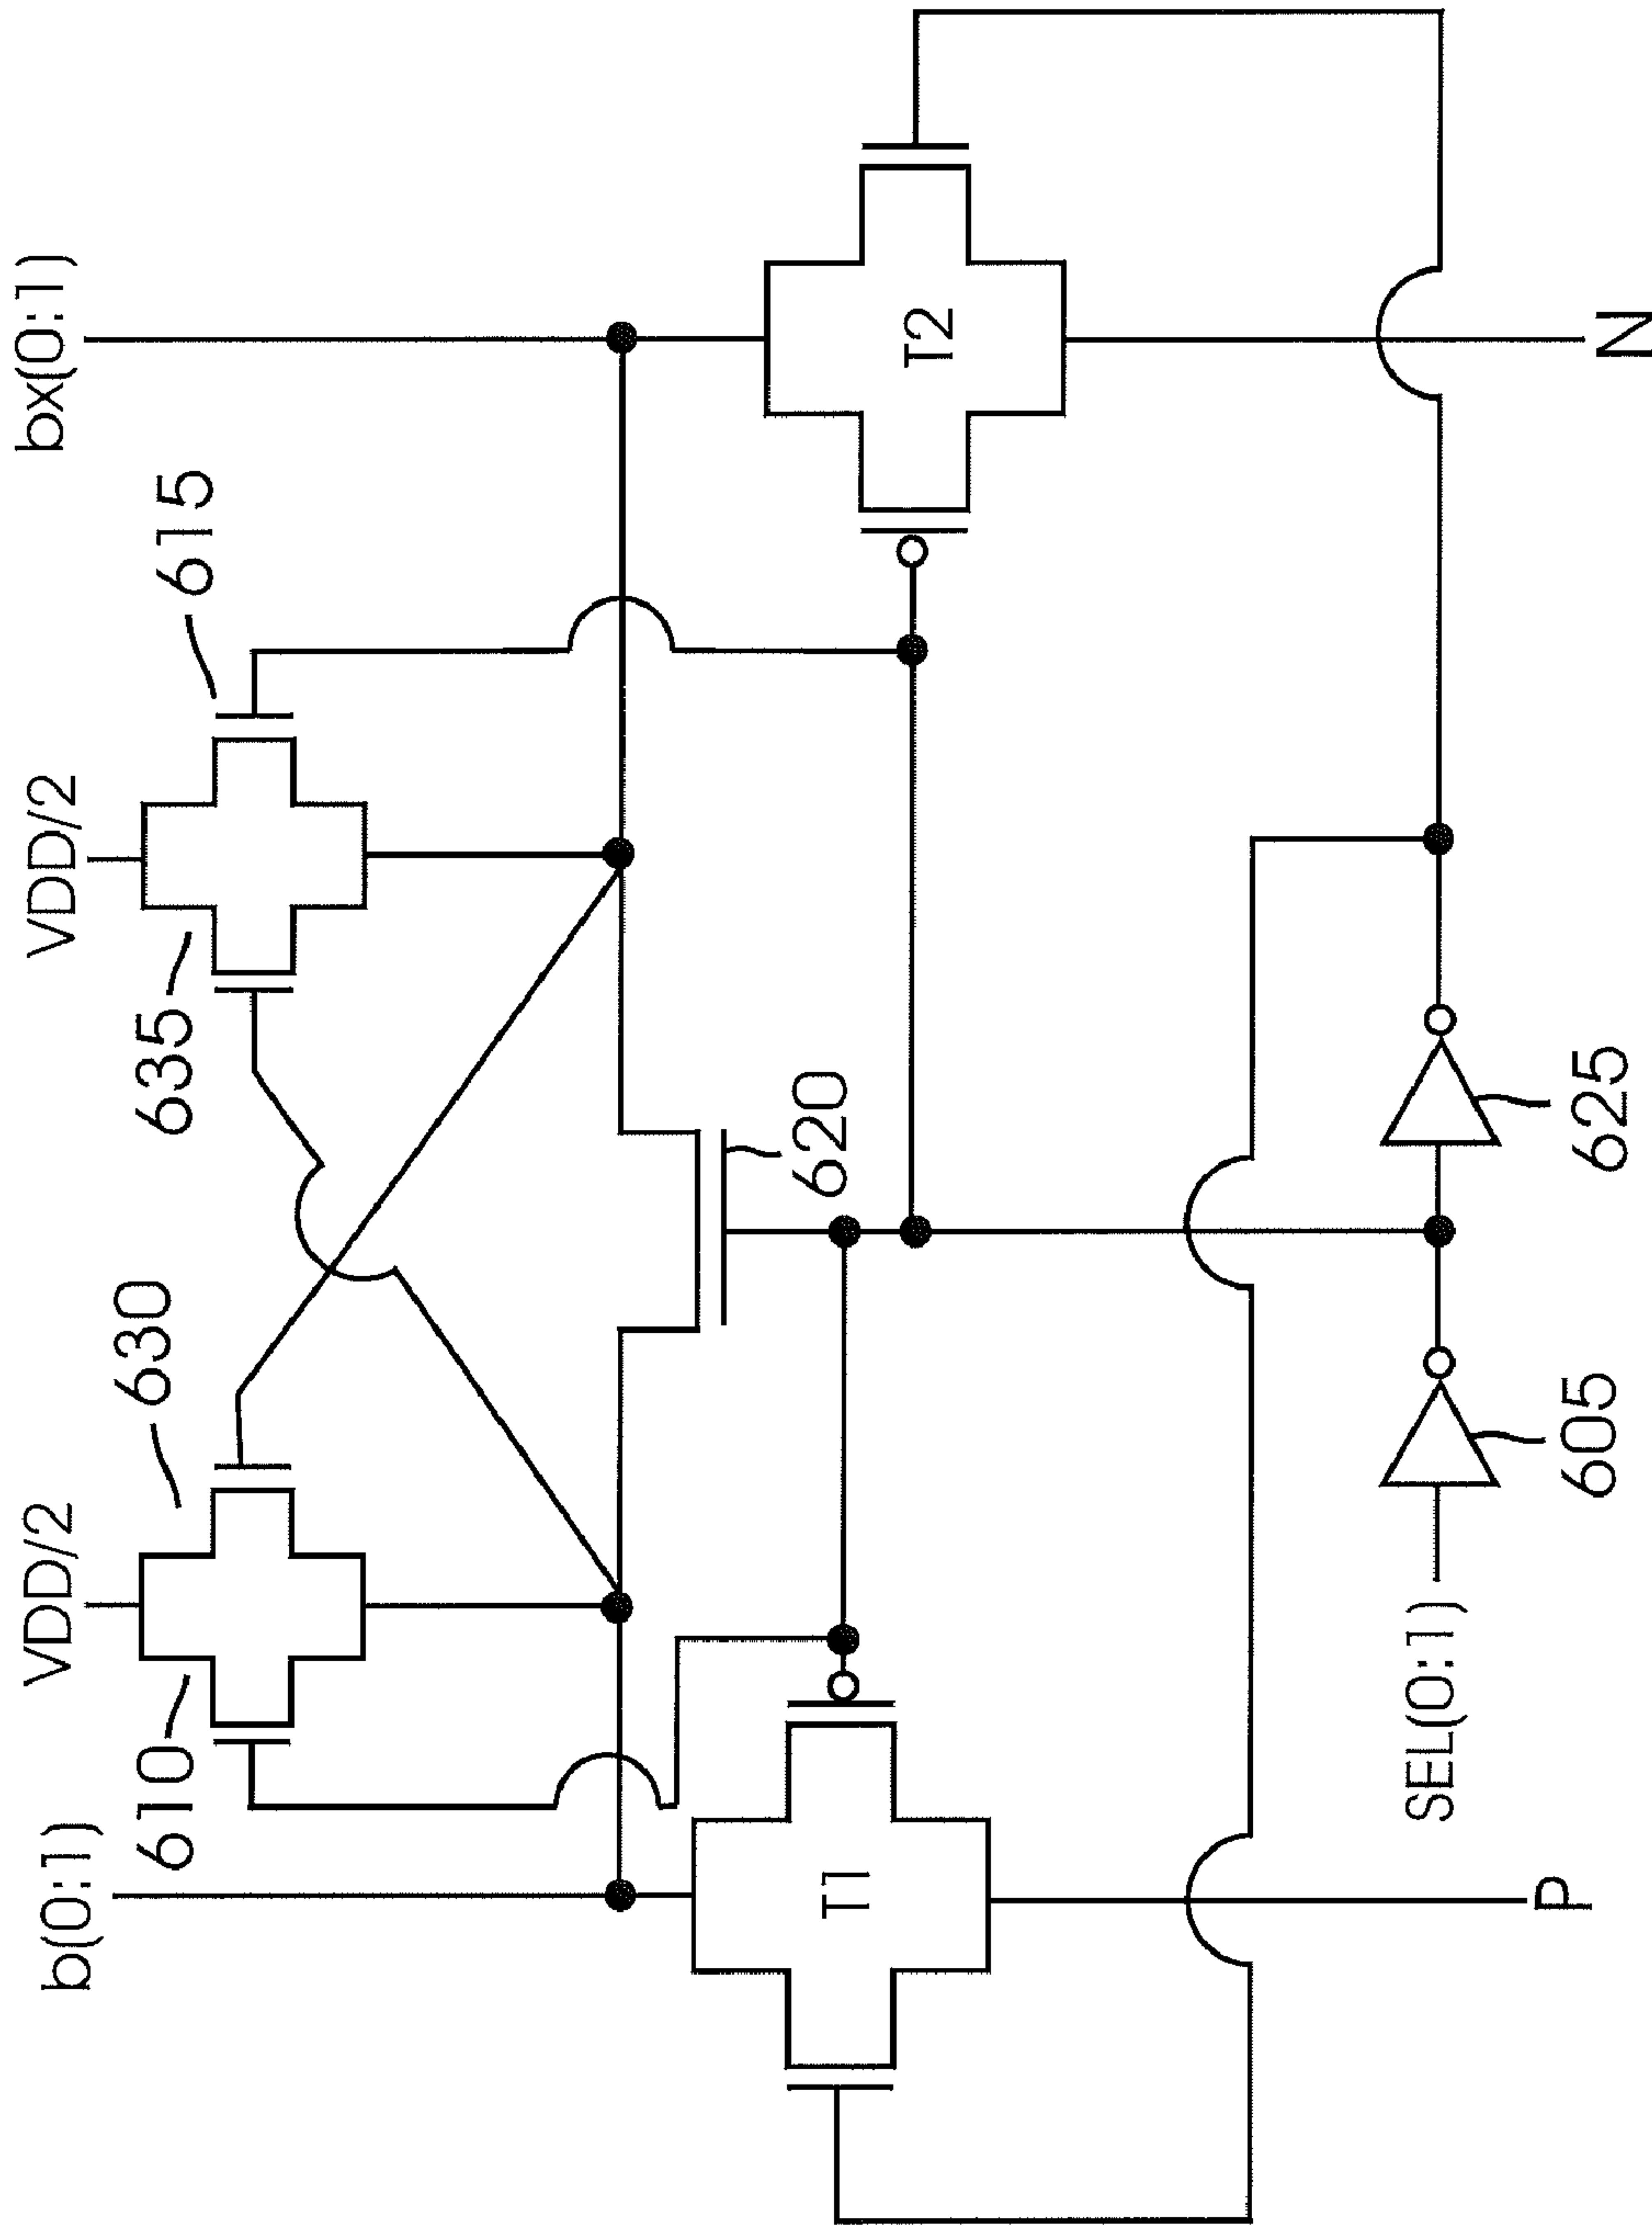 b(0:1)
VDD/2
VDD/2
bx(0:1)
610
630
635
615
T1
620
T2
SEL(0:1)
605
625
P
N